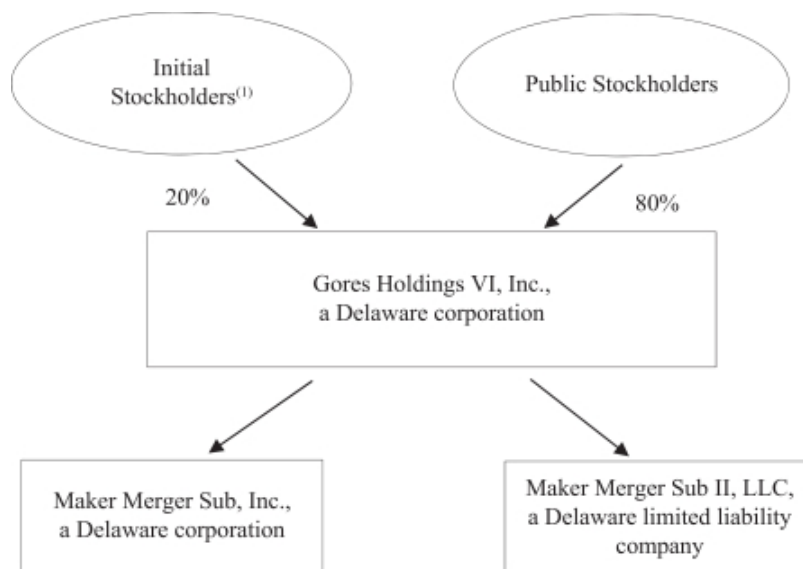 Initial
Stockholders(1)
Public Stockholders
20%
80%
Gores Holdings VI, Inc.,
a Delaware corporation
Maker Merger Sub, Inc.,
a Delaware corporation
Maker Merger Sub II, LLC,
a Delaware limited liability
company